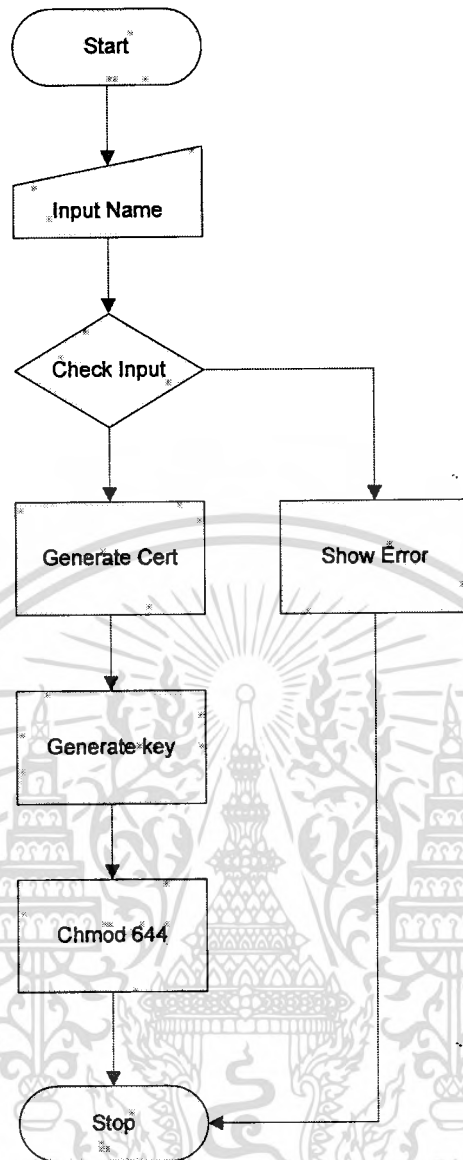 Start
Input Name
Check Input
Generate Cert
Show Error
Generate key
Chmod 644
Stop